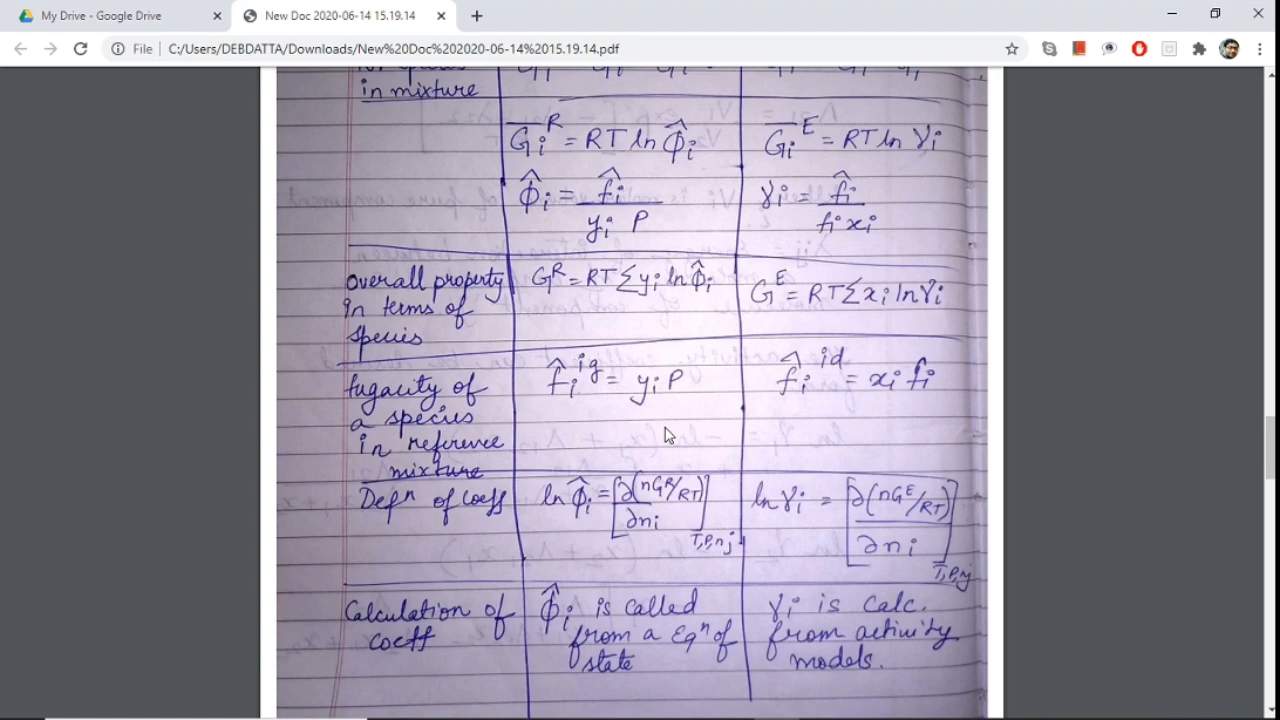 My Drive - Google Drive
New Doc 2020-06-14 15.19.14
File
C:/Users/DEBDATTA/Downloads/New%20Doc%202020-06-14%2015.19.14.pdf
in mixture
G̅ᵢᴿ = RT ln Φ̂ᵢ
G̅ᵢᴱ = RT ln γᵢ
Φ̂ᵢ = f̂ᵢ / yᵢ P
γᵢ = f̂ᵢ / fᵢ xᵢ
Overall property
in terms of
species
Gᴿ = RT Σ yᵢ ln Φ̂ᵢ
Gᴱ = RT Σ xᵢ ln γᵢ
fugacity of
a species
in reference
mixture
f̂ᵢ^ig = yᵢ P
f̂ᵢ^id = xᵢ fᵢ
Defⁿ of coeff
ln Φ̂ᵢ = [∂(nGᴿ/RT) / ∂nᵢ] T,P,nj
ln γᵢ = [∂(nGᴱ/RT) / ∂nᵢ] T,P,nj
Calculation of
coeff
Φ̂ᵢ is called
from a Eqⁿ of
state
γᵢ is calc.
from activity
models.